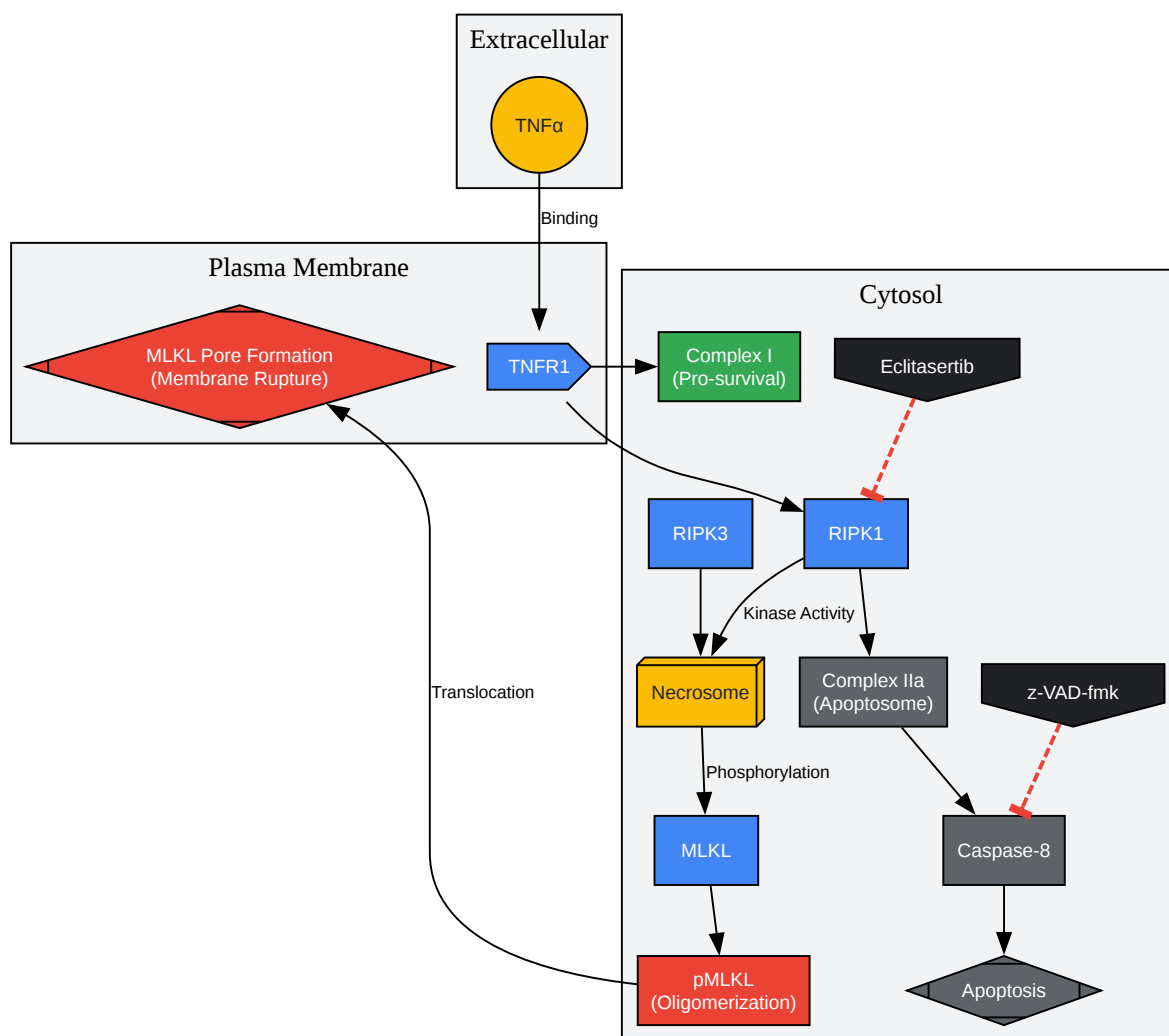 Extracellular
TNFα
Binding
Plasma Membrane
MLKL Pore Formation
(Membrane Rupture)
TNFR1
Cytosol
Complex I
(Pro-survival)
Eclitasertib
RIPK3
RIPK1
Kinase Activity
Translocation
Necrosome
Complex IIa
(Apoptosome)
z-VAD-fmk
Phosphorylation
MLKL
Caspase-8
pMLKL
(Oligomerization)
Apoptosis